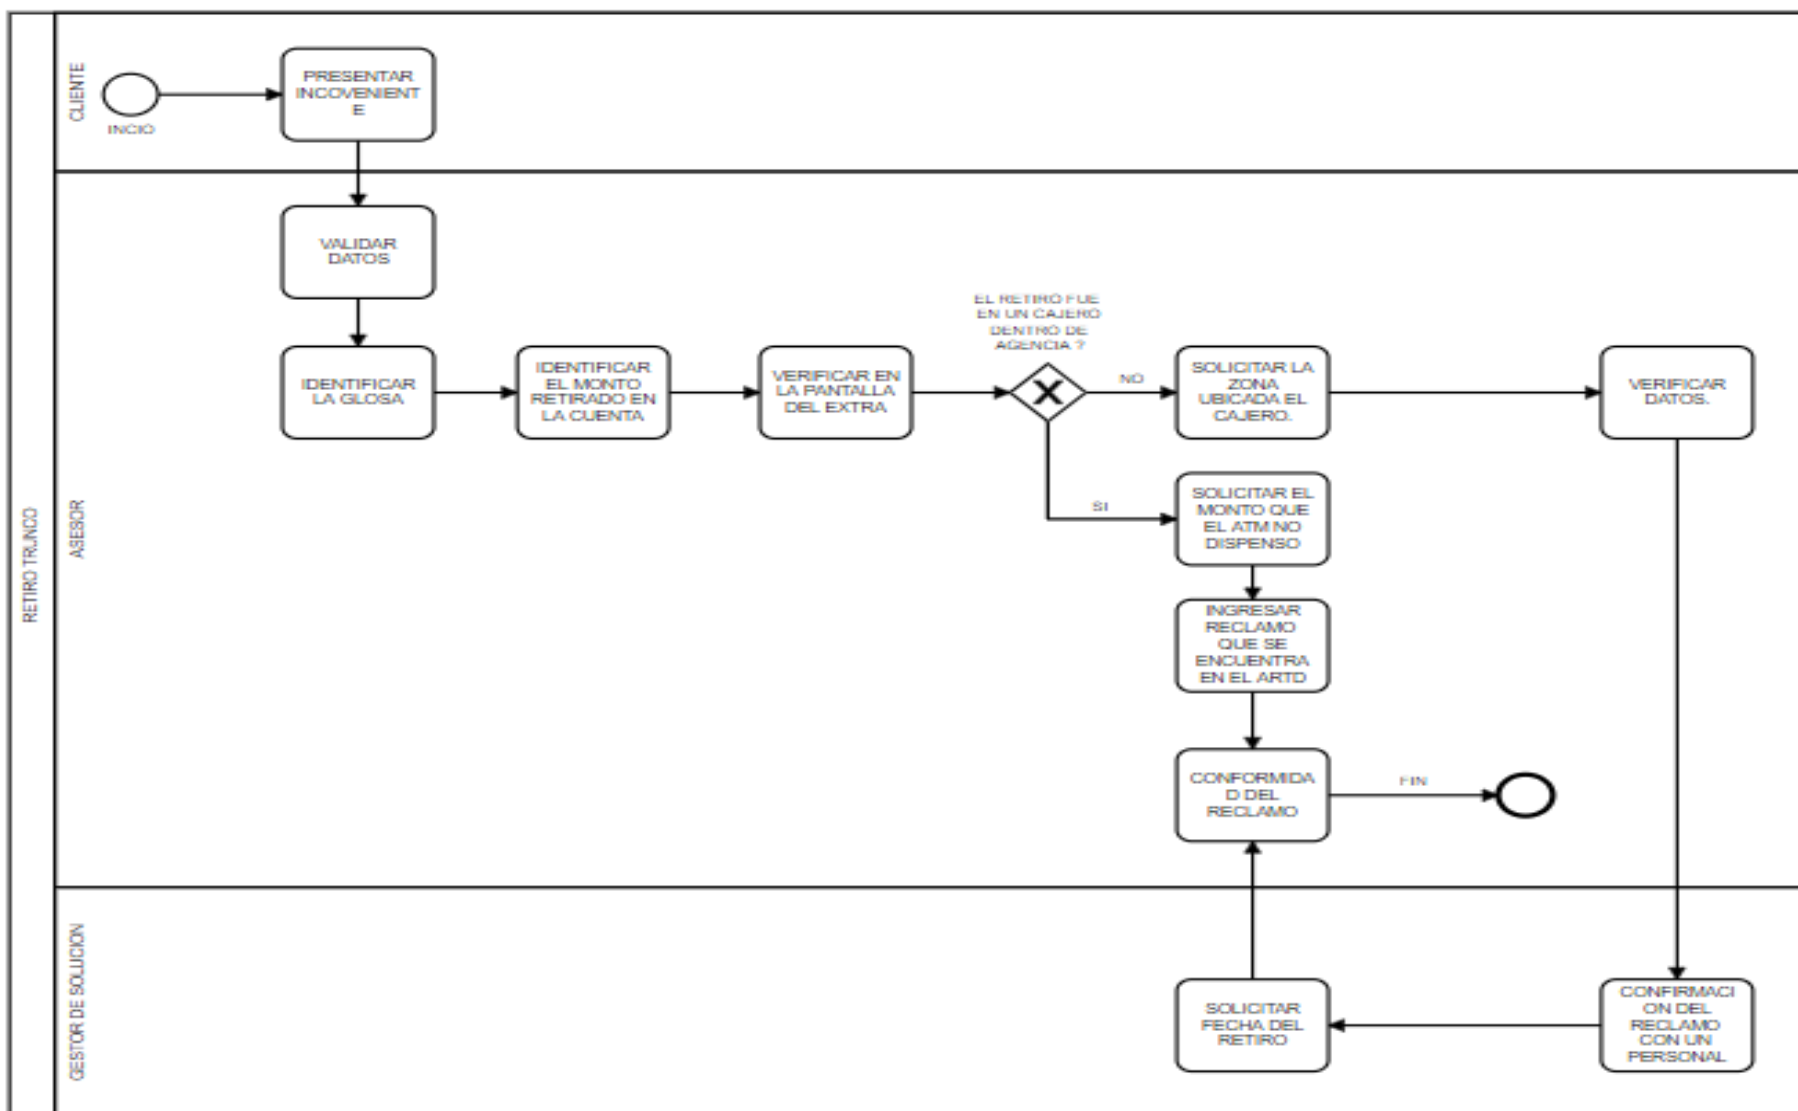 RETIRO TRUNCO
CLIENTE
INCIO
PRESENTAR
INCOVENIENT
E
ASESOR
VALIDAR
DATOS
IDENTIFICAR
LA GLOSA
IDENTIFICAR
EL MONTO
RETIRADO EN
LA CUENTA
VERIFICAR EN
LA PANTALLA
DEL EXTRA
EL RETIRO FUE
EN UN CAJERO
DENTRO DE
AGENCIA ?
NO
SOLICITAR LA
ZONA
UBICADA EL
CAJERO.
VERIFICAR
DATOS.
SI
SOLICITAR EL
MONTO QUE
EL ATM NO
DISPENSO
INGRESAR
RECLAMO
QUE SE
ENCUENTRA
EN EL ARTD
CONFORMIDA
D DEL
RECLAMO
FIN
GESTOR DE SOLUCION
SOLICITAR
FECHA DEL
RETIRO
CONFIRMACI
ON DEL
RECLAMO
CON UN
PERSONAL